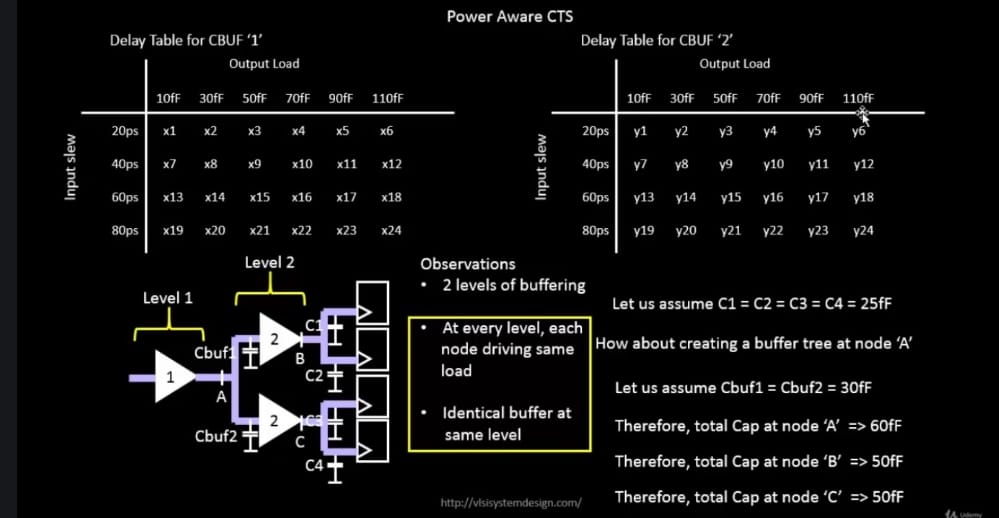 Power Aware CTS
Delay Table for CBUF ‘1’
Output Load
10fF 30fF 50fF 70fF 90fF 110fF
Input slew
20ps x1 x2 x3 x4 x5 x6
40ps x7 x8 x9 x10 x11 x12
60ps x13 x14 x15 x16 x17 x18
80ps x19 x20 x21 x22 x23 x24
Delay Table for CBUF ‘2’
Output Load
10fF 30fF 50fF 70fF 90fF 110fF
Input slew
20ps y1 y2 y3 y4 y5 y6
40ps y7 y8 y9 y10 y11 y12
60ps y13 y14 y15 y16 y17 y18
80ps y19 y20 y21 y22 y23 y24
Level 2
Level 1
C1
Cbuf1
2
B
1
C2
A
C3
2
Cbuf2
C
C4
Observations
• 2 levels of buffering
• At every level, each
node driving same
load
• Identical buffer at
same level
Let us assume C1 = C2 = C3 = C4 = 25fF
How about creating a buffer tree at node ‘A’
Let us assume Cbuf1 = Cbuf2 = 30fF
Therefore, total Cap at node ‘A’ => 60fF
Therefore, total Cap at node ‘B’ => 50fF
Therefore, total Cap at node ‘C’ => 50fF
http://vlsisystemdesign.com/
Udemy